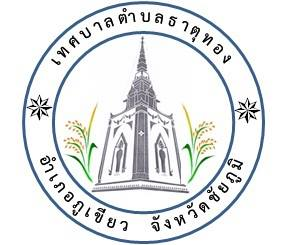 เทศบาลตำบลธาตุทอง
อำเภอภูเขียว จังหวัดชัยภูมิ